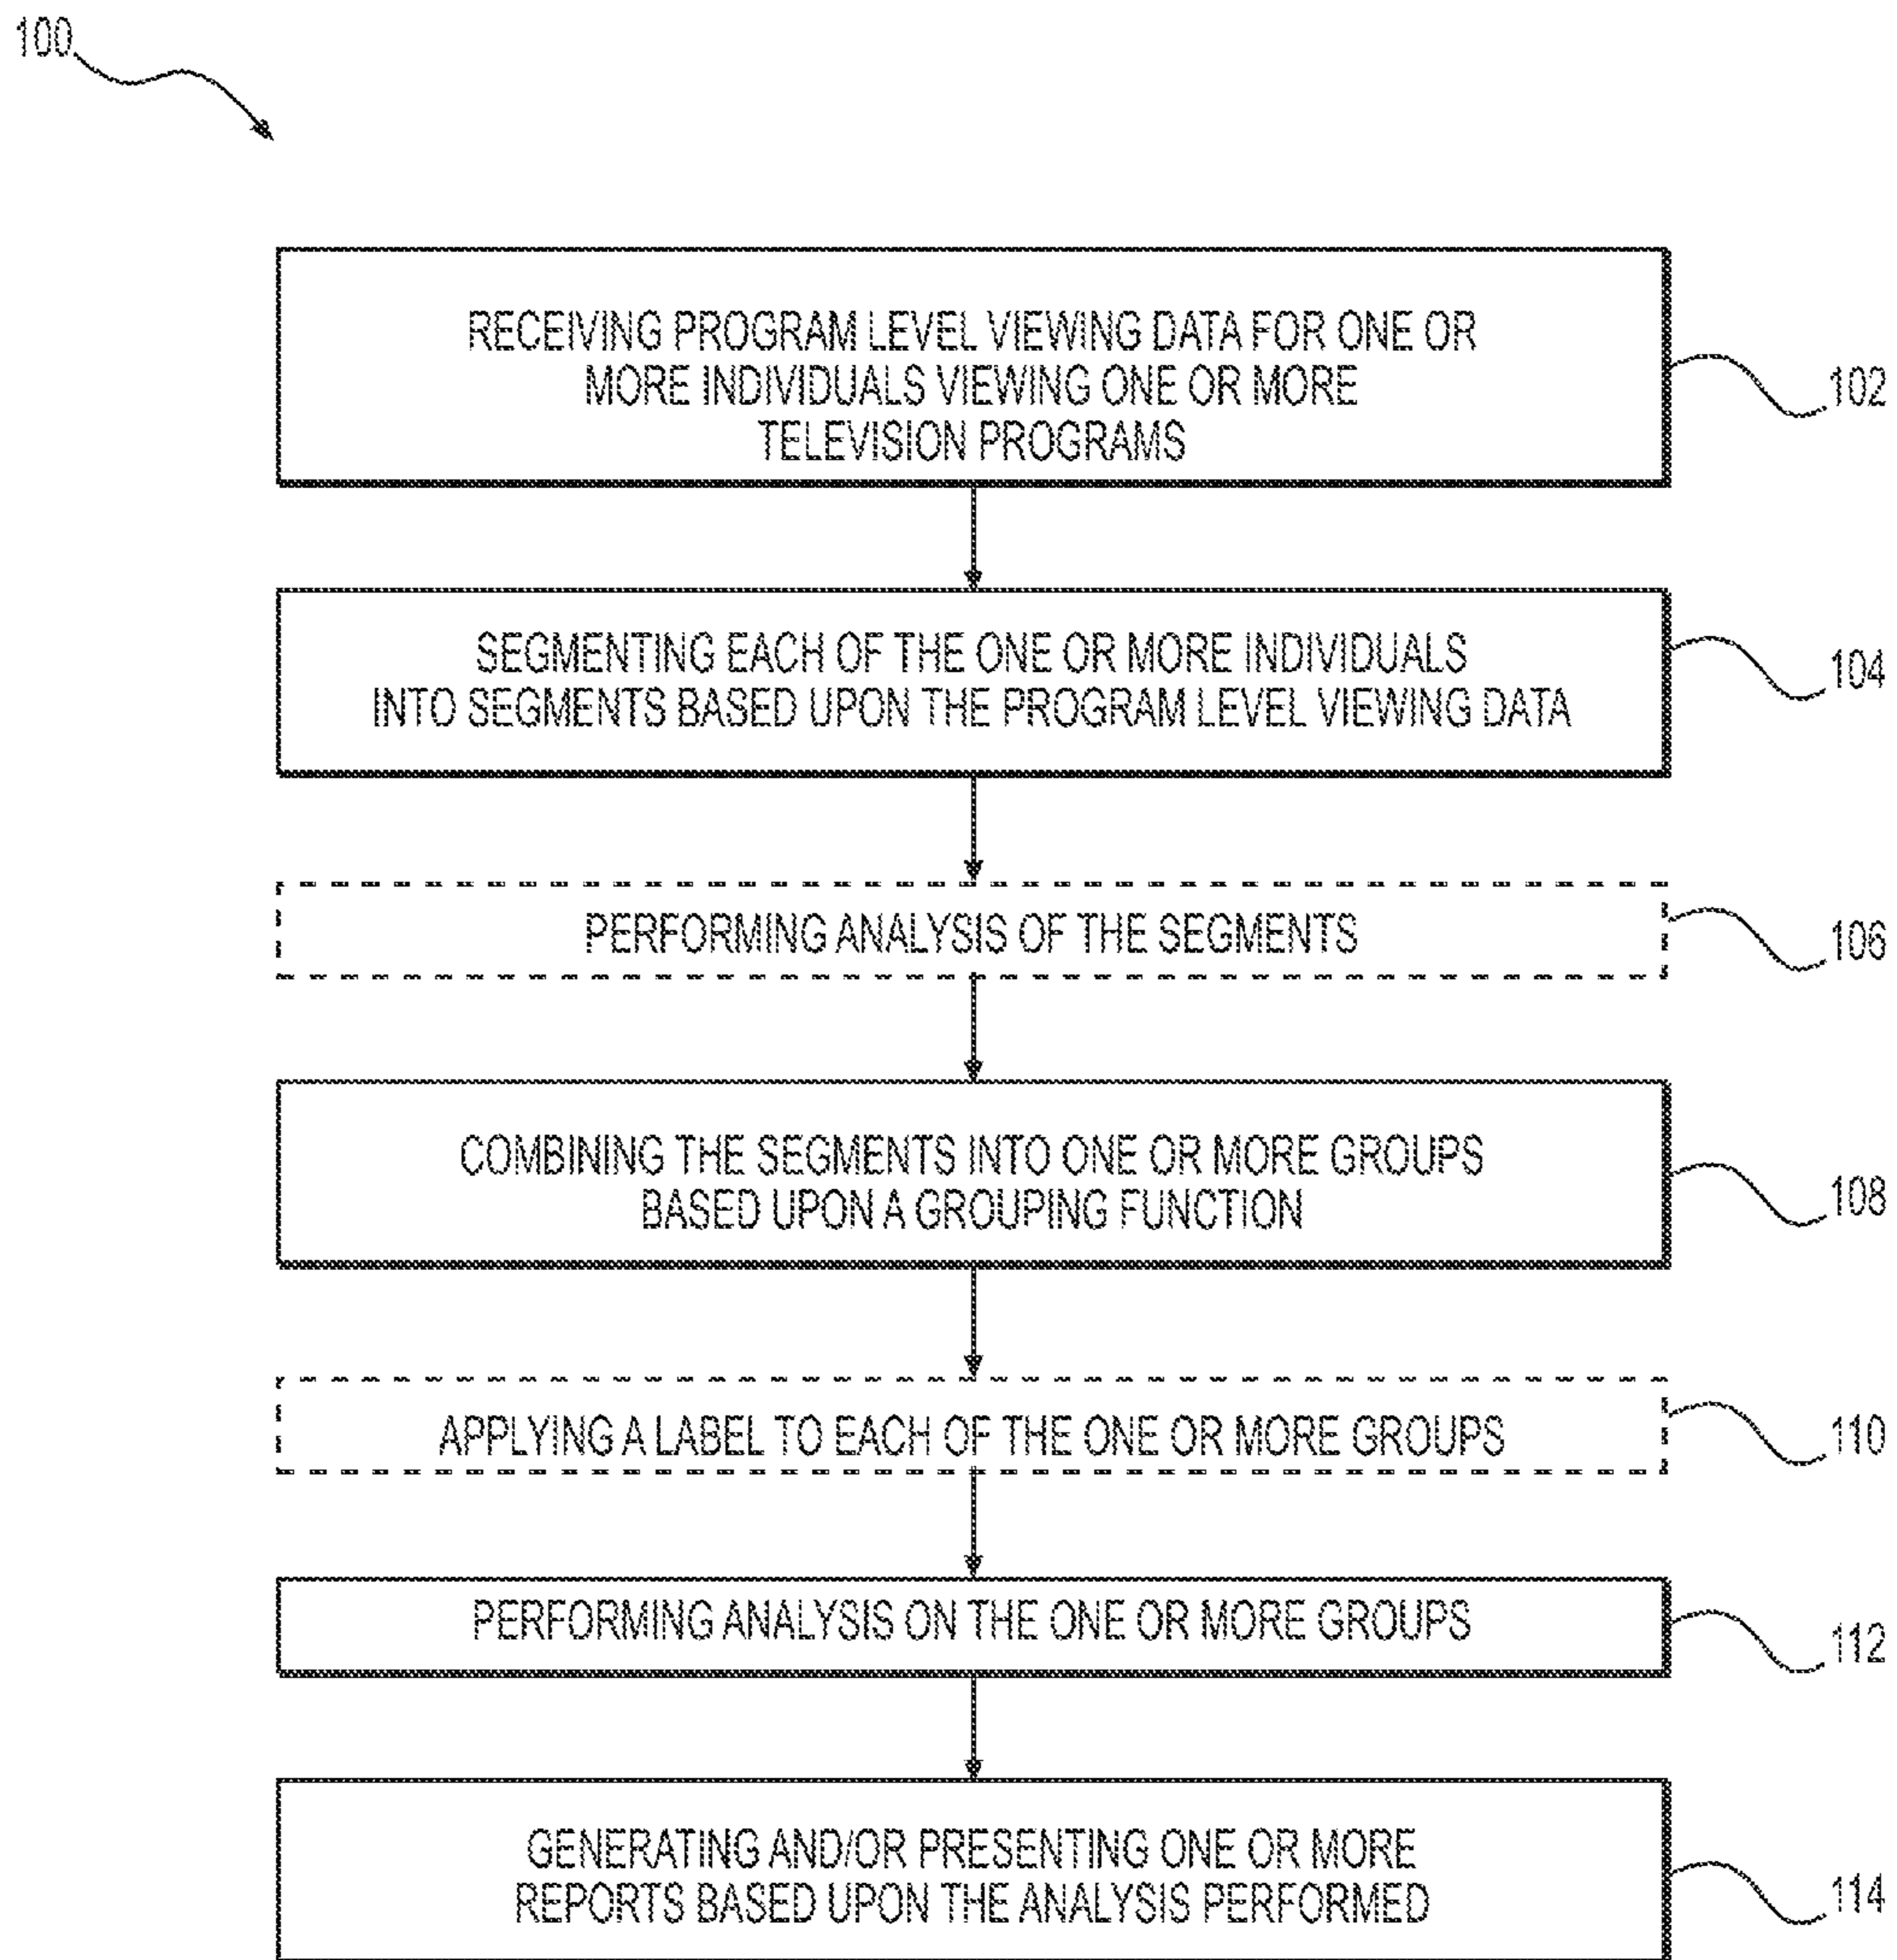 100
RECEIVING PROGRAM LEVEL VIEWING DATA FOR ONE OR
MORE INDIVIDUALS VIEWING ONE OR MORE
TELEVISION PROGRAMS
102
SEGMENTING EACH OF THE ONE OR MORE INDIVIDUALS
INTO SEGMENTS BASED UPON THE PROGRAM LEVEL VIEWING DATA
104
PERFORMING ANALYSIS OF THE SEGMENTS
106
COMBINING THE SEGMENTS INTO ONE OR MORE GROUPS
BASED UPON A GROUPING FUNCTION
108
APPLYING A LABEL TO EACH OF THE ONE OR MORE GROUPS
110
PERFORMING ANALYSIS ON THE ONE OR MORE GROUPS
112
GENERATING AND/OR PRESENTING ONE OR MORE
REPORTS BASED UPON THE ANALYSIS PERFORMED
114